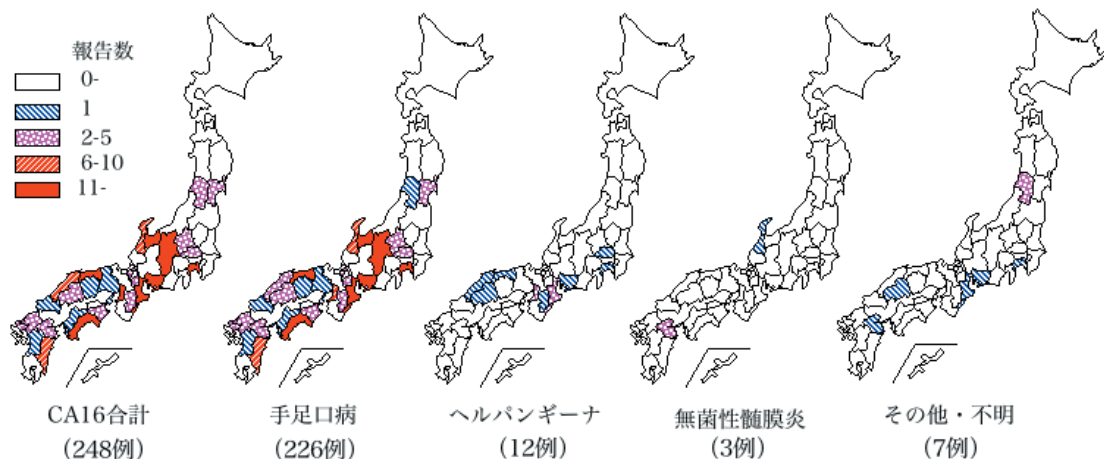 報告数
0-
1
2-5
6-10
11-
CA16合計
(248例)
手足口病
(226例)
ヘルパンギーナ
(12例)
無菌性髄膜炎
(3例)
その他・不明
(7例)